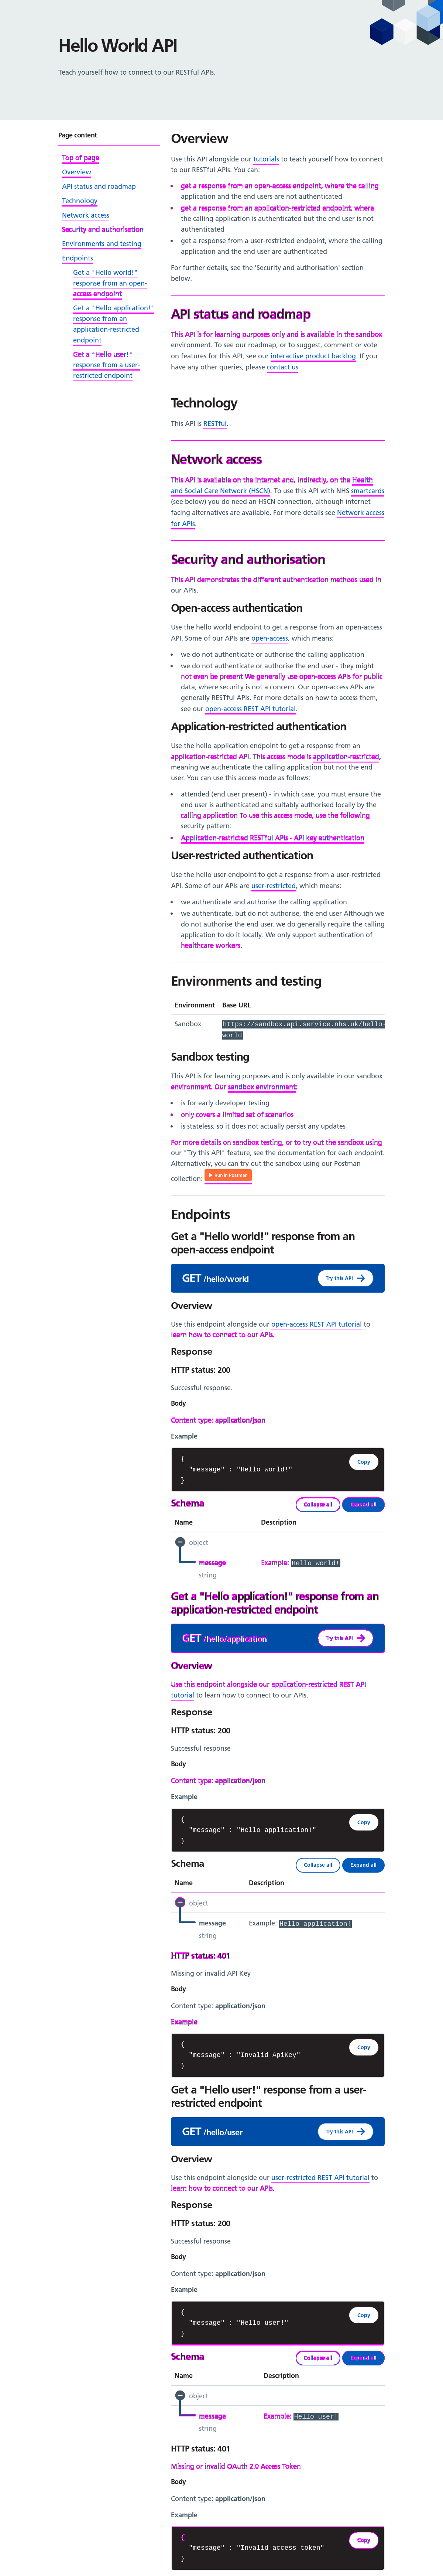 Hello World API
Teach yourself how to connect to our RESTful APIs.
Page content
Top of page
Overview
API status and roadmap
Technology
Network access
Security and authorisation
Environments and testing
Endpoints
Get a "Hello world!"
response from an open-
access endpoint
Get a "Hello application!"
response from an
application-restricted
endpoint
Get a "Hello user!"
response from a user-
restricted endpoint
Overview
Use this API alongside our tutorials to teach yourself how to connect
to our RESTful APIs. You can:
get a response from an open-access endpoint, where the calling
application and the end users are not authenticated
get a response from an application-restricted endpoint, where
the calling application is authenticated but the end user is not
authenticated
get a response from a user-restricted endpoint, where the calling
application and the end user are authenticated
For further details, see the 'Security and authorisation' section
below.
API status and roadmap
This API is for learning purposes only and is available in the sandbox
environment. To see our roadmap, or to suggest, comment or vote
on features for this API, see our interactive product backlog. If you
have any other queries, please contact us.
Technology
This API is RESTful.
Network access
This API is available on the internet and, indirectly, on the Health
and Social Care Network (HSCN). To use this API with NHS smartcards
(see below) you do need an HSCN connection, although internet-
facing alternatives are available. For more details see Network access
for APIs.
Security and authorisation
This API demonstrates the different authentication methods used in
our APIs.
Open-access authentication
Use the hello world endpoint to get a response from an open-access
API. Some of our APIs are open-access, which means:
we do not authenticate or authorise the calling application
we do not authenticate or authorise the end user - they might
not even be present We generally use open-access APIs for public
data, where security is not a concern. Our open-access APIs are
generally RESTful APIs. For more details on how to access them,
see our open-access REST API tutorial.
Application-restricted authentication
Use the hello application endpoint to get a response from an
application-restricted API. This access mode is application-restricted,
meaning we authenticate the calling application but not the end
user. You can use this access mode as follows:
attended (end user present) - in which case, you must ensure the
end user is authenticated and suitably authorised locally by the
calling application To use this access mode, use the following
security pattern:
Application-restricted RESTful APIs - API key authentication
User-restricted authentication
Use the hello user endpoint to get a response from a user-restricted
API. Some of our APIs are user-restricted, which means:
we authenticate and authorise the calling application
we authenticate, but do not authorise, the end user Although we
do not authorise the end user, we do generally require the calling
application to do it locally. We only support authentication of
healthcare workers.
Environments and testing
Environment Base URL
Sandbox https://sandbox.api.service.nhs.uk/hello-
world
Sandbox testing
This API is for learning purposes and is only available in our sandbox
environment. Our sandbox environment:
is for early developer testing
only covers a limited set of scenarios
is stateless, so it does not actually persist any updates
For more details on sandbox testing, or to try out the sandbox using
our "Try this API" feature, see the documentation for each endpoint.
Alternatively, you can try out the sandbox using our Postman
collection: Run in Postman
Endpoints
Get a "Hello world!" response from an
open-access endpoint
GET /hello/world Try this API
Overview
Use this endpoint alongside our open-access REST API tutorial to
learn how to connect to our APIs.
Response
HTTP status: 200
Successful response.
Body
Content type: application/json
Example
{
Copy
"message" : "Hello world!"
}
Schema Collapse all Expand all
Name Description
object
message Example: Hello world!
string
Get a "Hello application!" response from an
application-restricted endpoint
GET /hello/application Try this API
Overview
Use this endpoint alongside our application-restricted REST API
tutorial to learn how to connect to our APIs.
Response
HTTP status: 200
Successful response
Body
Content type: application/json
Example
{
Copy
"message" : "Hello application!"
}
Schema Collapse all Expand all
Name Description
object
message Example: Hello application!
string
HTTP status: 401
Missing or invalid API Key
Body
Content type: application/json
Example
{
Copy
"message" : "Invalid ApiKey"
}
Get a "Hello user!" response from a user-
restricted endpoint
GET /hello/user Try this API
Overview
Use this endpoint alongside our user-restricted REST API tutorial to
learn how to connect to our APIs.
Response
HTTP status: 200
Successful response
Body
Content type: application/json
Example
{
Copy
"message" : "Hello user!"
}
Schema Collapse all Expand all
Name Description
object
message Example: Hello user!
string
HTTP status: 401
Missing or invalid OAuth 2.0 Access Token
Body
Content type: application/json
Example
{
Copy
"message" : "Invalid access token"
}